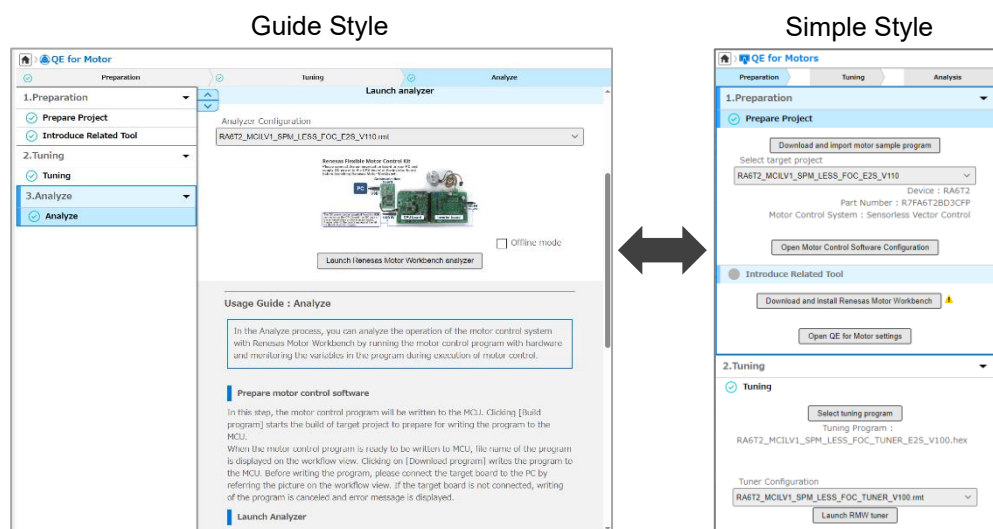 Guide Style
QE for Motor
Preparation
Tuning
Analyze
1.Preparation
Prepare Project
Introduce Related Tool
2.Tuning
Tuning
3.Analyze
Analyze
Launch analyzer
Analyzer Configuration
RA6T2_MCILV1_SPM_LESS_FOC_E2S_V110.rmt
Renesas Flexible Motor Control Kit
PC
Offline mode
Launch Renesas Motor Workbench analyzer
Usage Guide : Analyze
In the Analyze process, you can analyze the operation of the motor control system
with Renesas Motor Workbench by running the motor control program with hardware
and menitoring the variables in the program during execution of motor control.
Prepare motor control software
In this step, the motor control program will be written to the MCU. Clicking [Build
program] starts the build of target project to prepare for writing the program to the
MCU.
When the motor control program is ready to be written to MCU, file name of the program
is displayed on the workflow view. Clicking on [Download program] writes the program to
the MCU. Before writing the program, please connect the target board to the PC by
referring the picture on the workflow view. If the target board is not connected, writing
of the program is canceled and error message is displayed.
Launch Analyzer
Simple Style
QE for Motors
Preparation
Tuning
Analysis
1.Preparation
Prepare Project
Download and import motor sample program
Select target project
RA6T2_MCILV1_SPM_LESS_FOC_E2S_V110
Device : RA6T2
Part Number : R7FA6T2BD3CFP
Motor Control System : Sensorless Vector Control
Open Motor Control Software Configuration
Introduce Related Tool
Download and install Renesas Motor Workbench
Open QE for Motor settings
2.Tuning
Tuning
Select tuning program
Tuning Program :
RA6T2_MCILV1_SPM_LESS_FOC_TUNER_E2S_V100.hex
Tuner Configuration
RA6T2_MCILV1_SPM_LESS_FOC_TUNER_V100.rmt
Launch RMW tuner